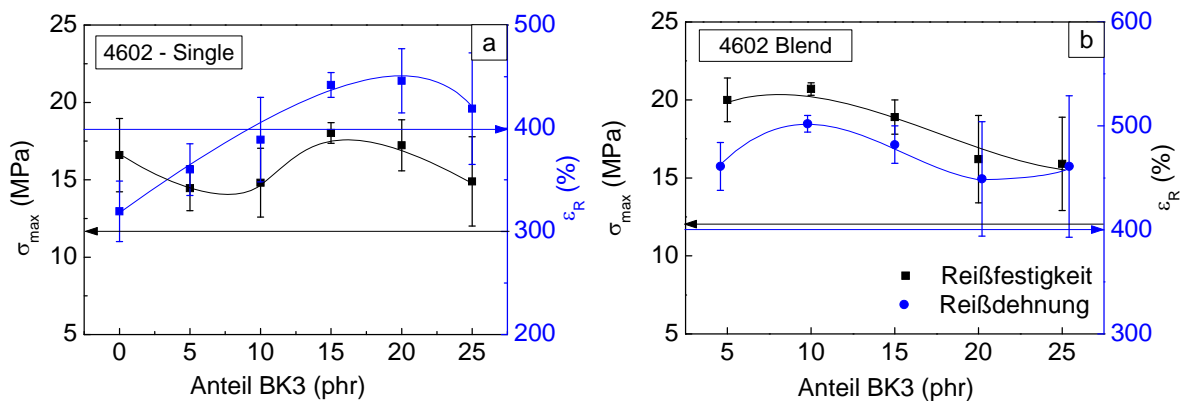 4602 - Single
a
σmax (MPa)
25
20
15
10
5
0 5 10 15 20 25
Anteil BK3 (phr)
500
400
300
200
εR (%)
4602 Blend
b
σmax (MPa)
25
20
15
10
5
5 10 15 20 25
Anteil BK3 (phr)
600
500
400
300
εR (%)
Reißfestigkeit
Reißdehnung